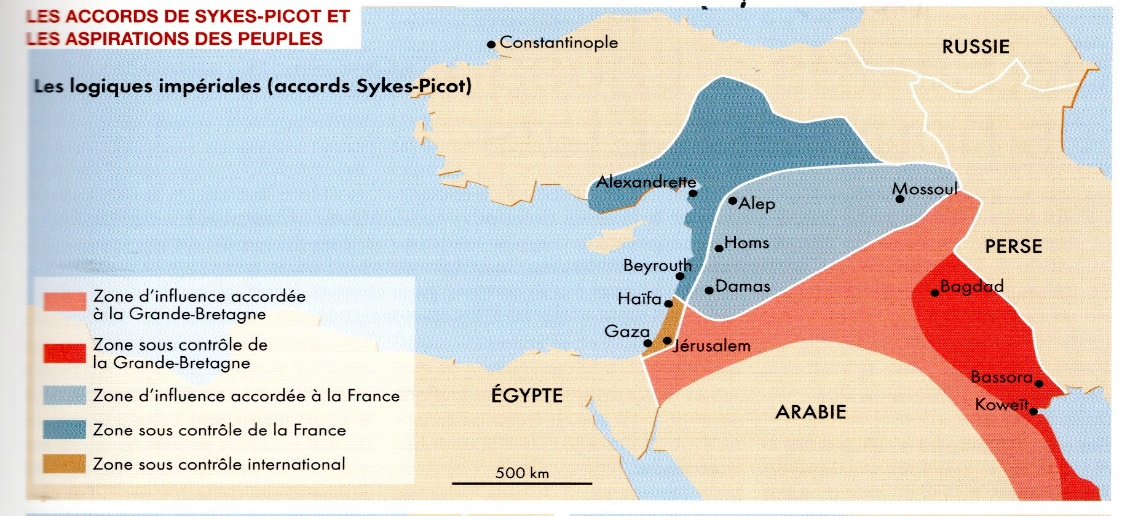 LES ACCORDS DE SYKES-PICOT ET
LES ASPIRATIONS DES PEUPLES
Constantinople
RUSSIE
Les logiques impériales (accords Sykes-Picot)
Alexandrette
Mossoul
Alep
Homs
PERSE
Beyrouth
Damas
Bagdad
Haïfa
Gaza
Jérusalem
Zone d'influence accordée
à la Grande-Bretagne
Zone sous contrôle de
la Grande-Bretagne
Zone d'influence accordée à la France
Zone sous contrôle de la France
Zone sous contrôle international
ÉGYPTE
ARABIE
Bassora
Koweït
500 km